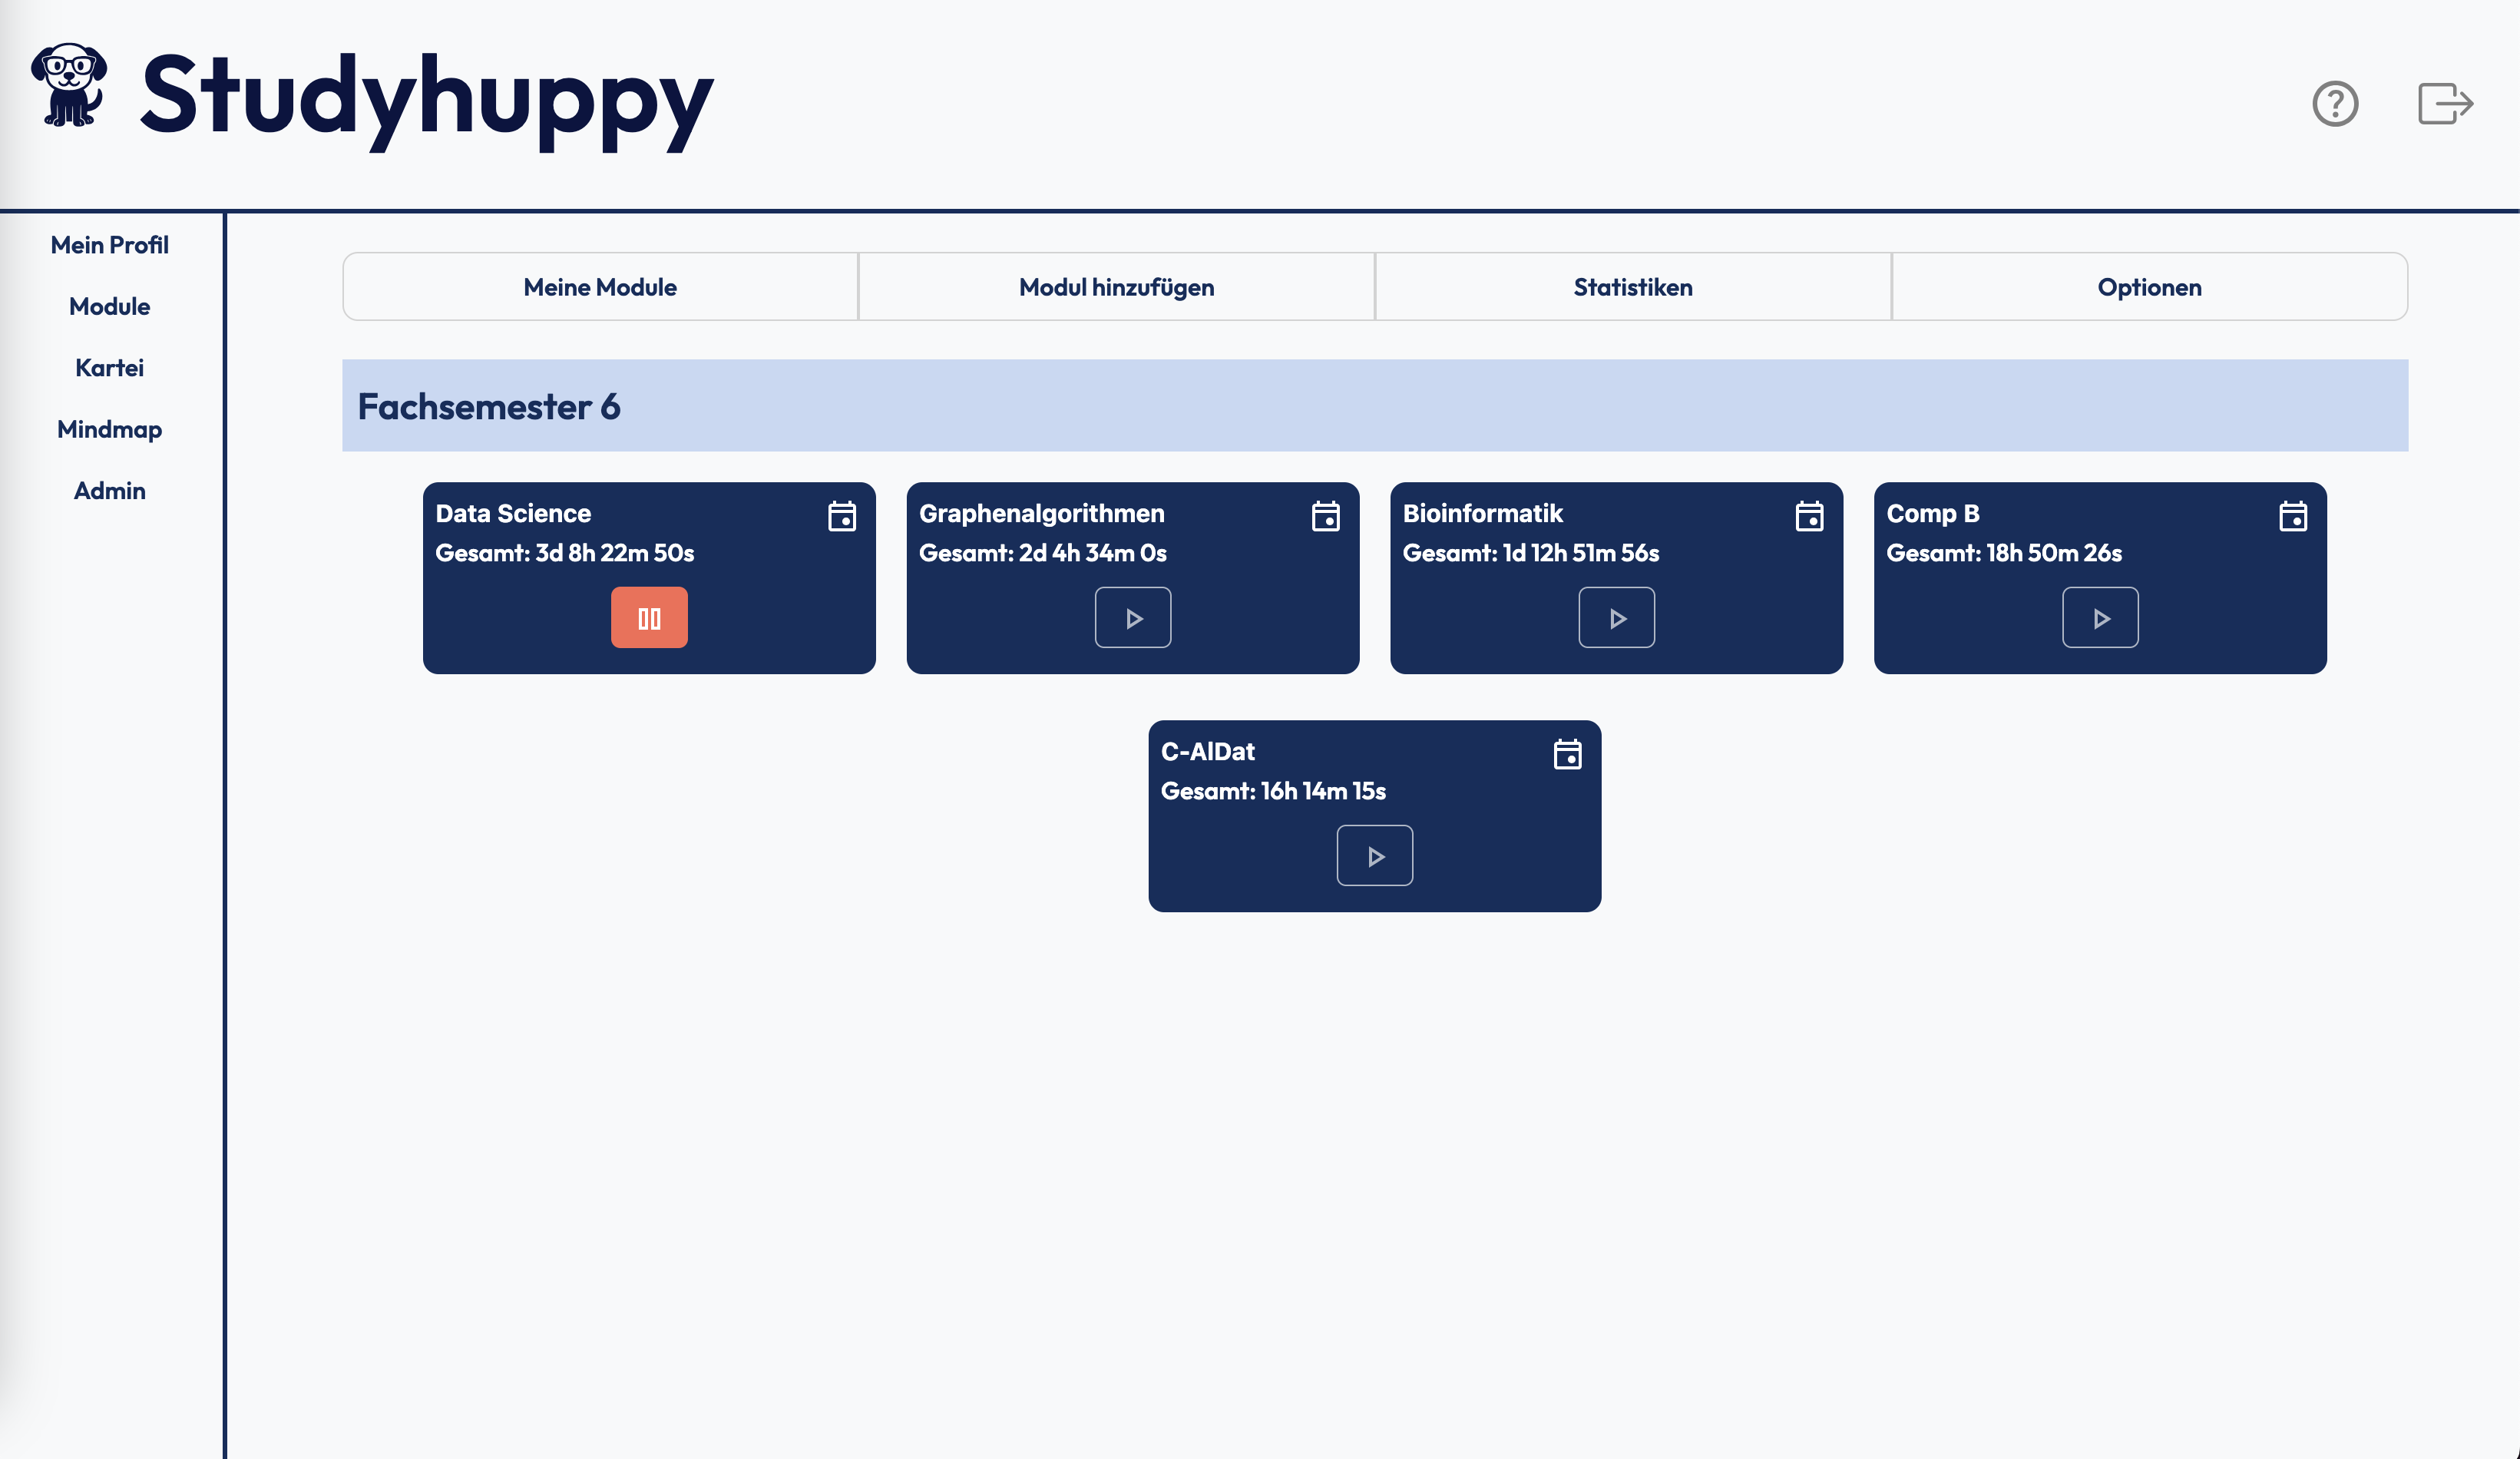 Studyhuppy
Mein Profil
Module
Kartei
Mindmap
Admin
Meine Module
Modul hinzufügen
Statistiken
Optionen
Fachsemester 6
Data Science
Gesamt: 3d 8h 22m 50s
Graphenalgorithmen
Gesamt: 2d 4h 34m 0s
Bioinformatik
Gesamt: 1d 12h 51m 56s
Comp B
Gesamt: 18h 50m 26s
C-AlDat
Gesamt: 16h 14m 15s